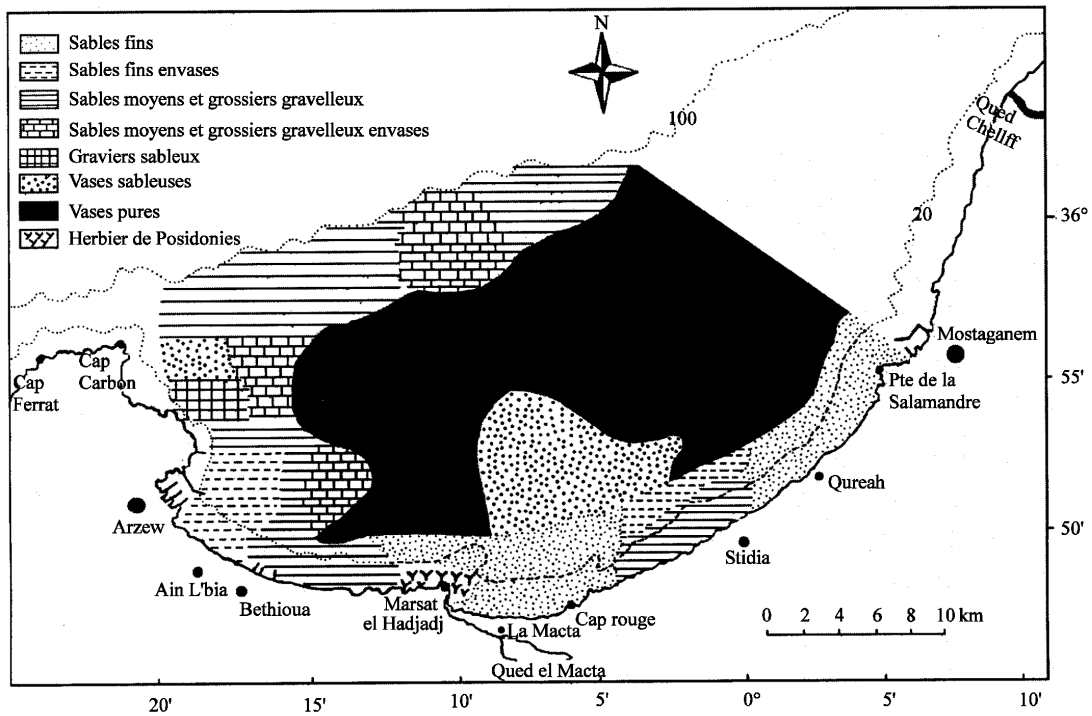 N
Sables fins
Sables fins envases
Sables moyens et grossiers gravelleux
Sables moyens et grossiers gravelleux envases
Graviers sableux
Vases sableuses
Vases pures
Herbier de Posidonies
100
20
Qued
Chellff
36°
Mostaganem
Cap
Carbon
Cap
Ferrat
55'
Pte de la
Salamandre
Qureah
Arzew
50'
Stidia
Ain L'bia
Bethioua
Marsat
el Hadjadj
Cap rouge
La Macta
Qued el Macta
0 2 4 6 8 10 km
20' 15' 10' 5' 0° 5' 10'